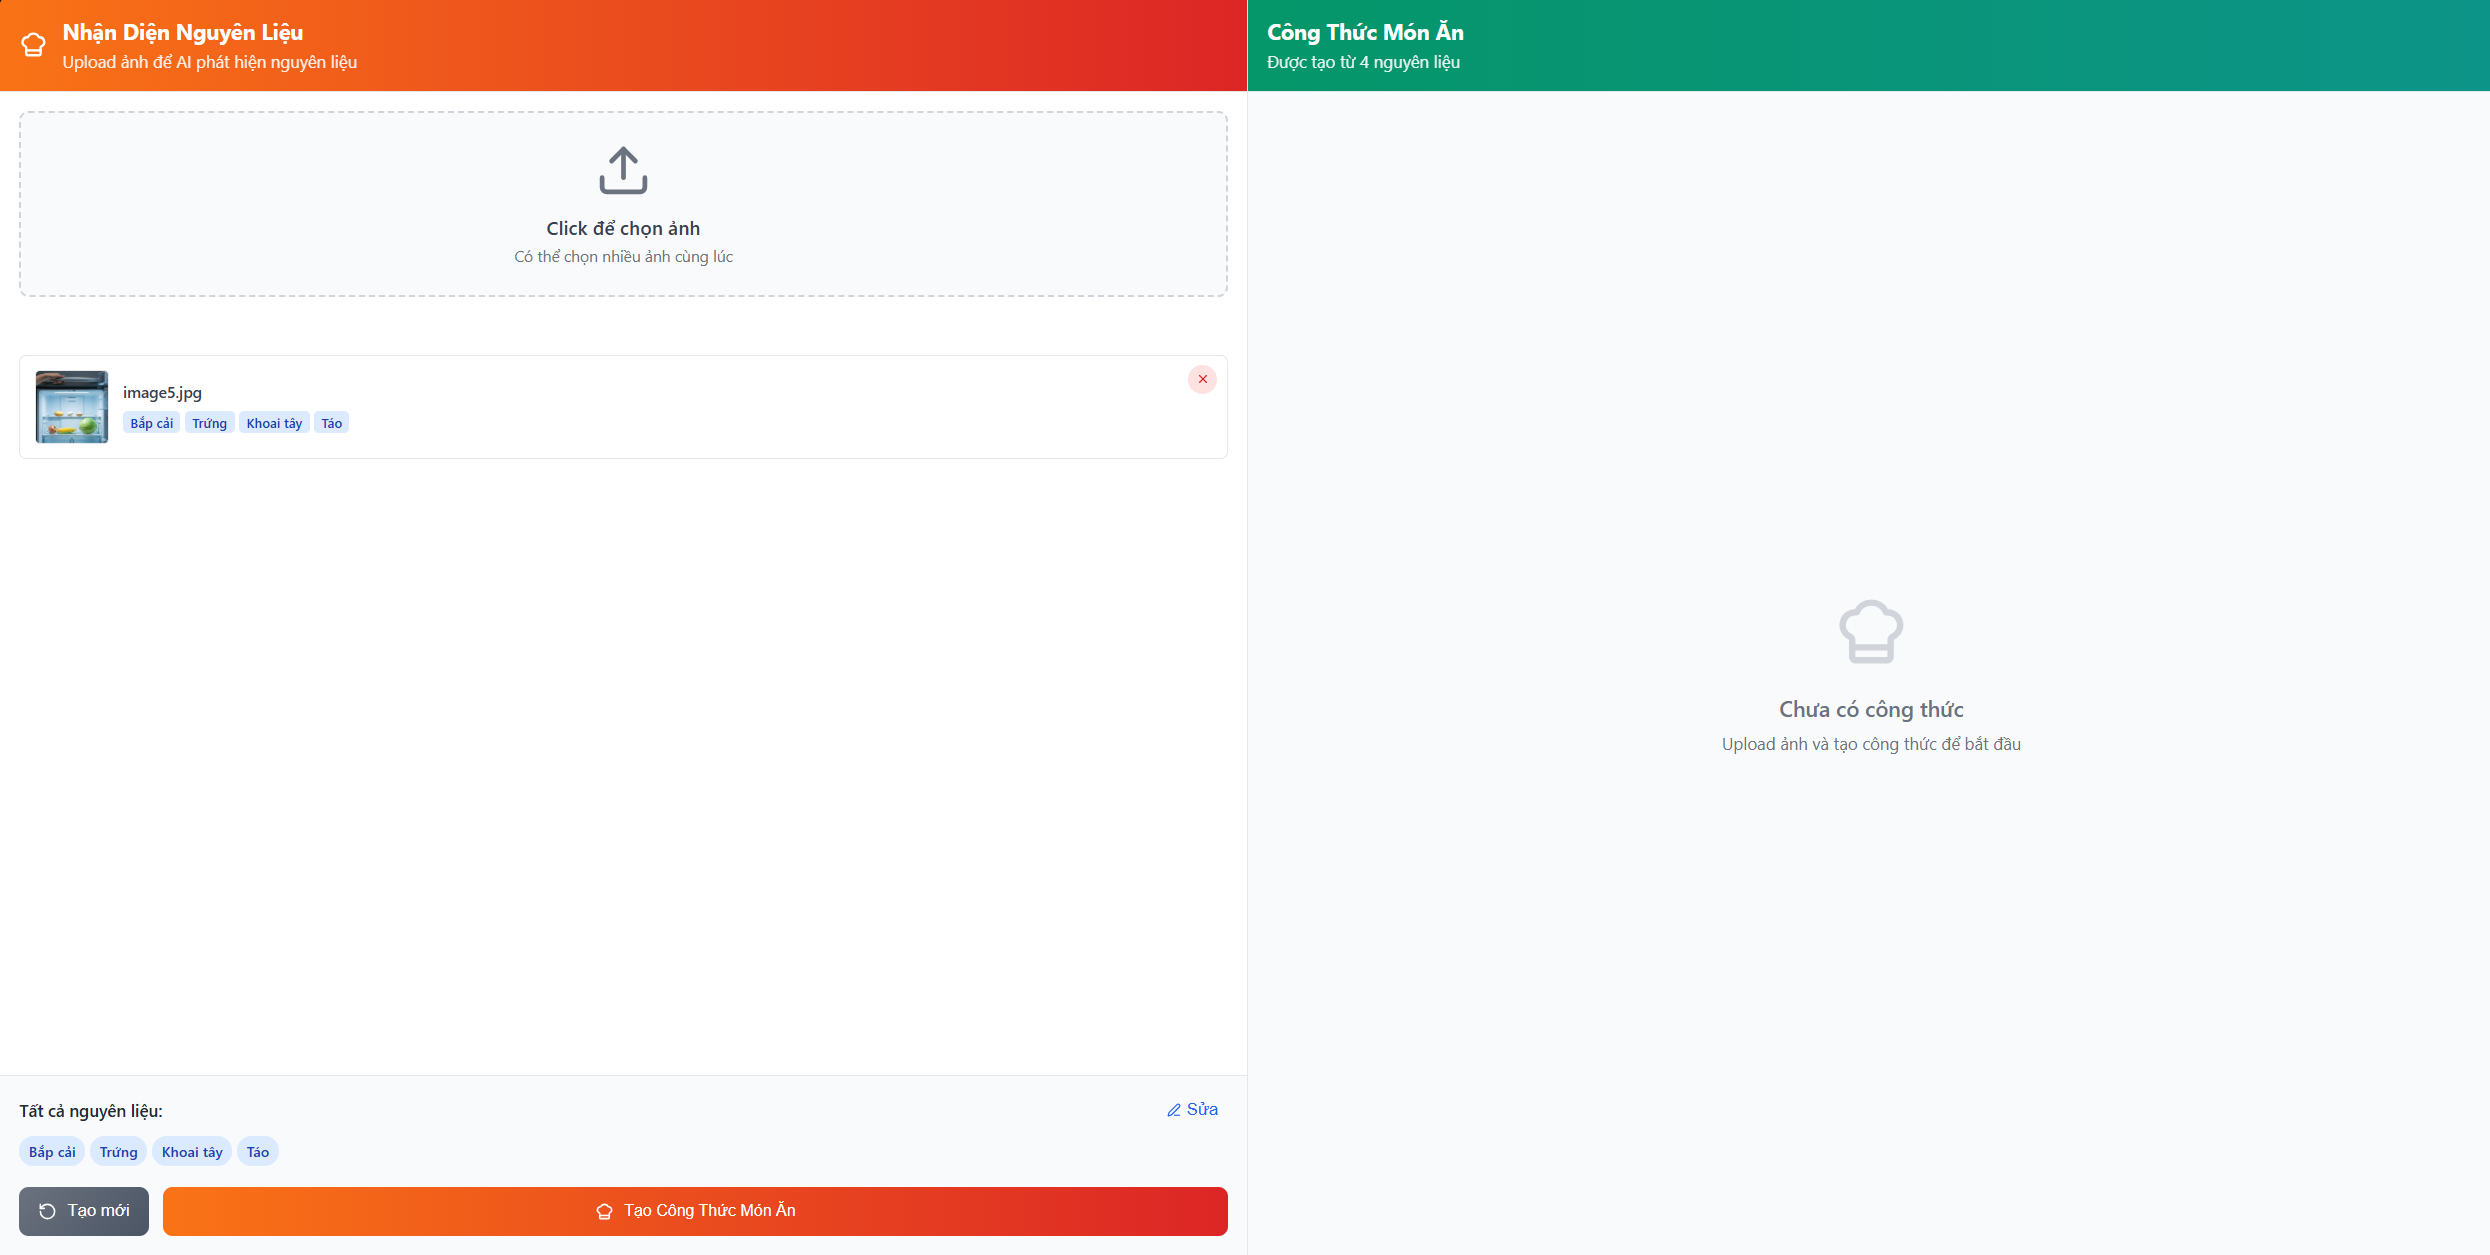 Nhận Diện Nguyên Liệu
Upload ảnh để AI phát hiện nguyên liệu
Click để chọn ảnh
Có thể chọn nhiều ảnh cùng lúc
image5.jpg
Bắp cải Trứng Khoai tây Táo
Tất cả nguyên liệu:
Sửa
Bắp cải Trứng Khoai tây Táo
Tạo mới
Tạo Công Thức Món Ăn
Công Thức Món Ăn
Được tạo từ 4 nguyên liệu
Chưa có công thức
Upload ảnh và tạo công thức để bắt đầu